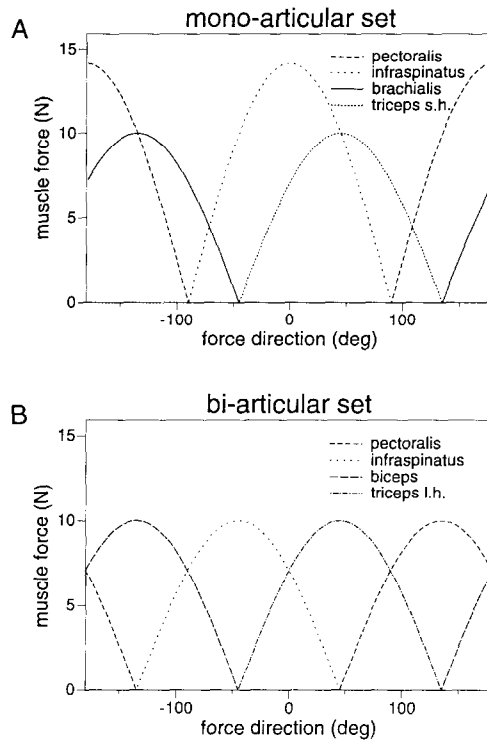 A
mono-articular set
15
10
5
0
muscle force (N)
pectoralis
infraspinatus
brachialis
triceps s.h.
-100 0 100
force direction (deg)
B
bi-articular set
15
10
5
0
muscle force (N)
pectoralis
infraspinatus
biceps
triceps l.h.
-100 0 100
force direction (deg)